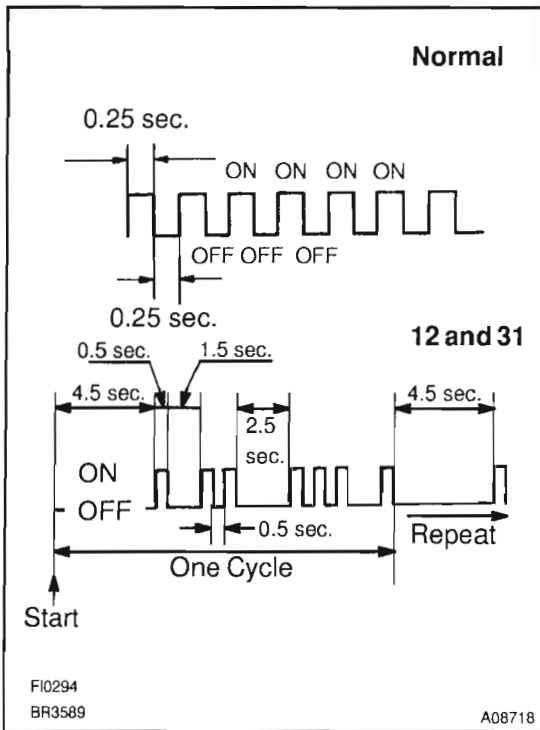 Normal
0.25 sec.
ON ON ON ON
OFF OFF OFF
0.25 sec.
12 and 31
0.5 sec. 1.5 sec.
4.5 sec. 4.5 sec.
2.5
sec.
ON
OFF
0.5 sec.
Repeat
One Cycle
Start
FI0294
BR3589
A08718